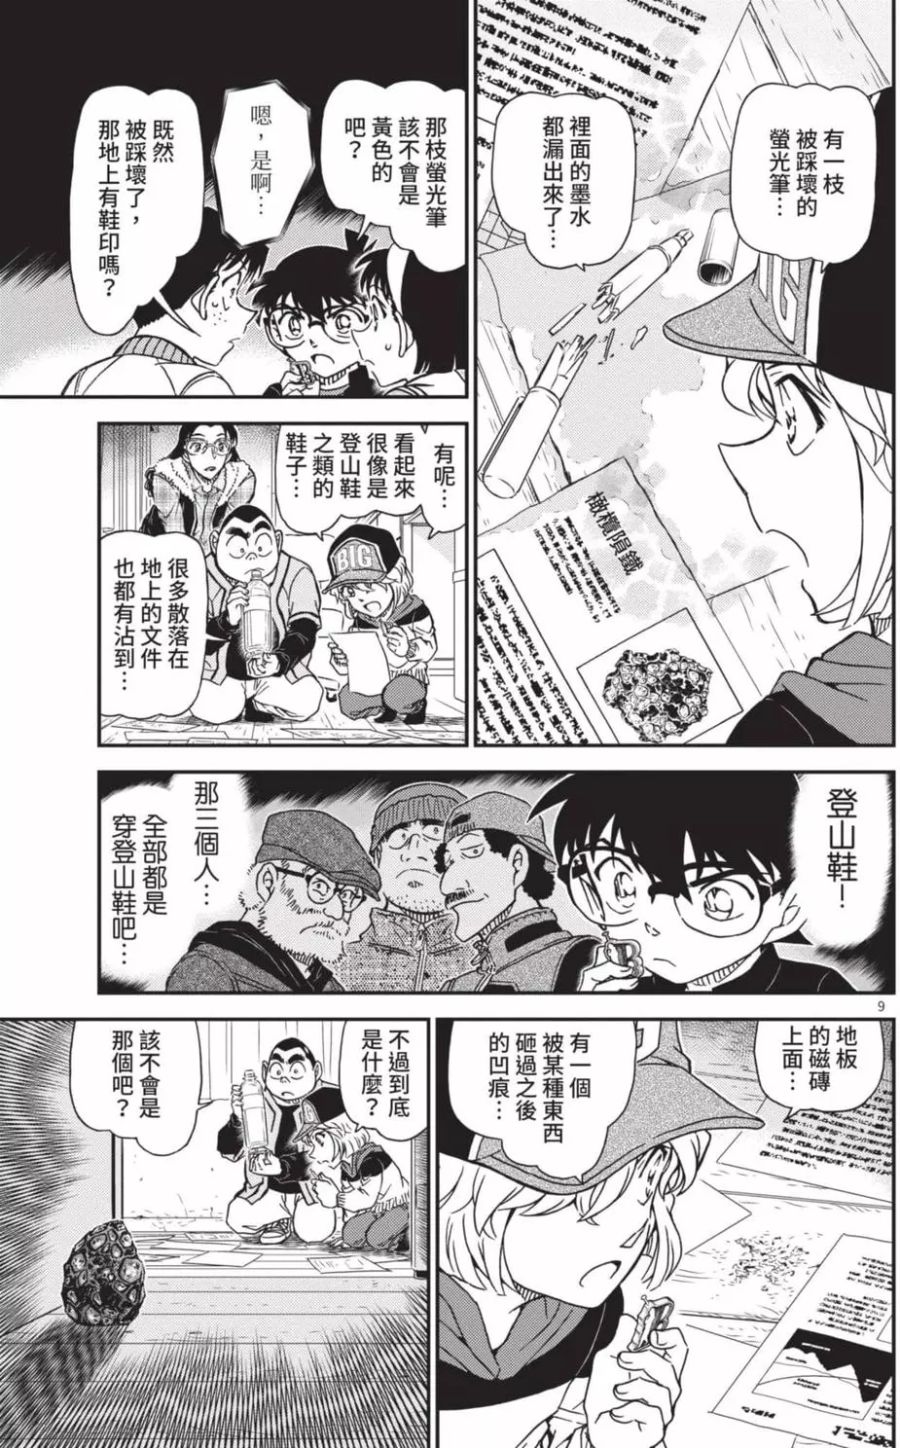 有一枝
被踩壞的
螢光筆…
裡面的墨水
都漏出來了…
橄欖隕鐵
那枝螢光筆
該不會是
黃色的
吧？
嗯，是啊…
既然
被踩壞了，
那地上有鞋印嗎？
有呢…
看起來
很像是
登山鞋
之類的
鞋子…
BIG
很多散落在
地上的文件
也都有沾到…
登山鞋！
那三個人…
全部都是
穿登山鞋吧…
9
地板
的磁磚
上面…
有一個
被某種東西
砸過之後
的凹痕…
不過到底
是什麼？
該不會是
那個吧？